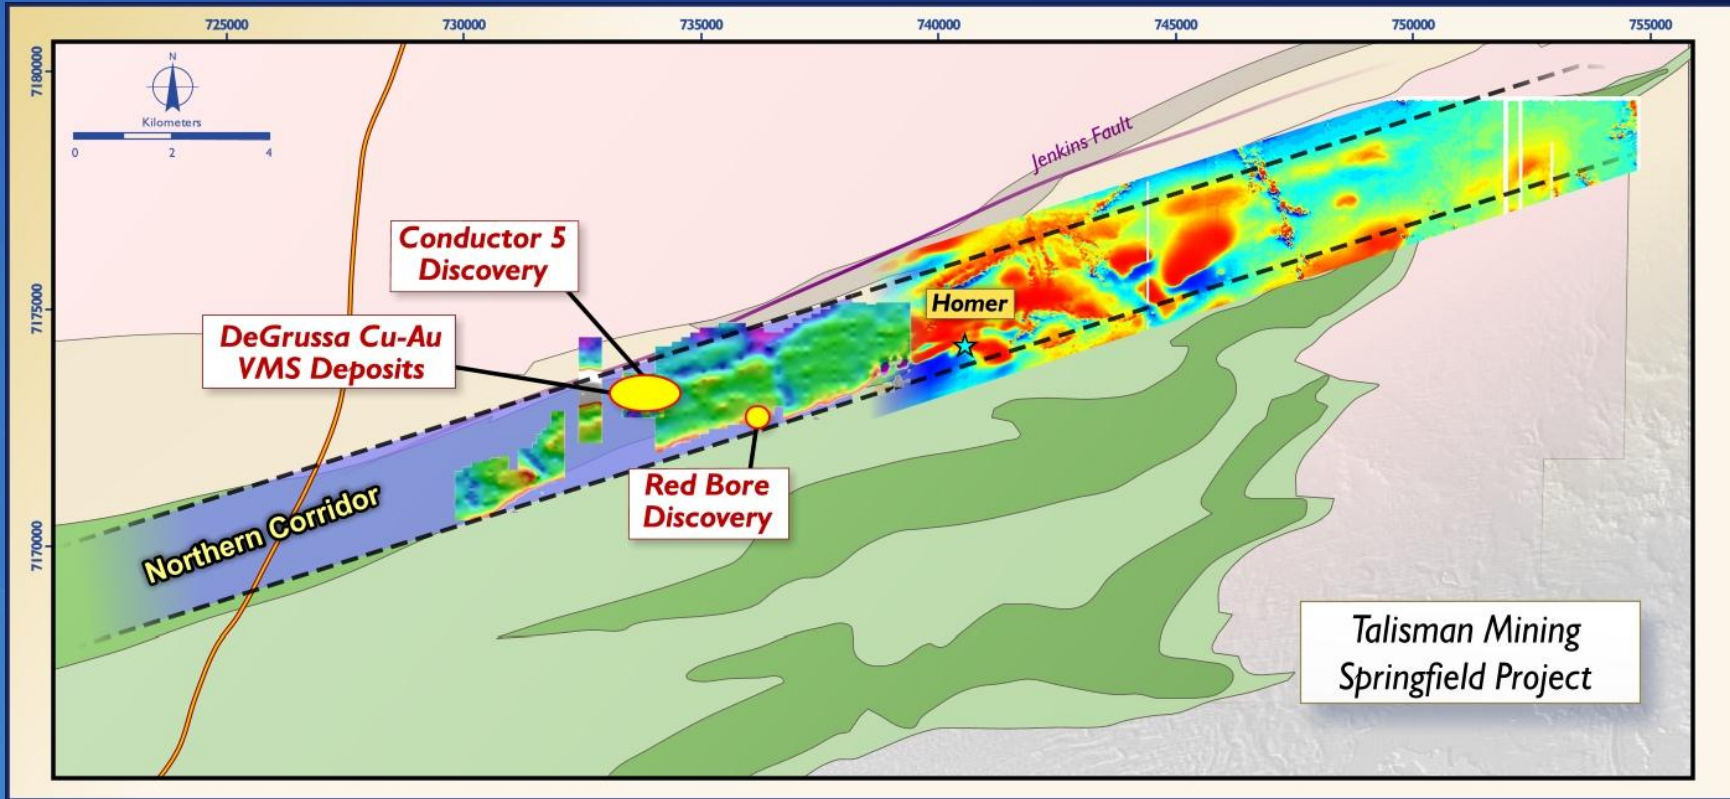 725000 730000 735000 740000 745000 750000 755000
7180000
N
Kilometers
0 2 4
Jenkins Fault
Conductor 5
Discovery
7175000
Homer
DeGrussa Cu-Au
VMS Deposits
Red Bore
Discovery
Northern Corridor
7170000
Talisman Mining
Springfield Project